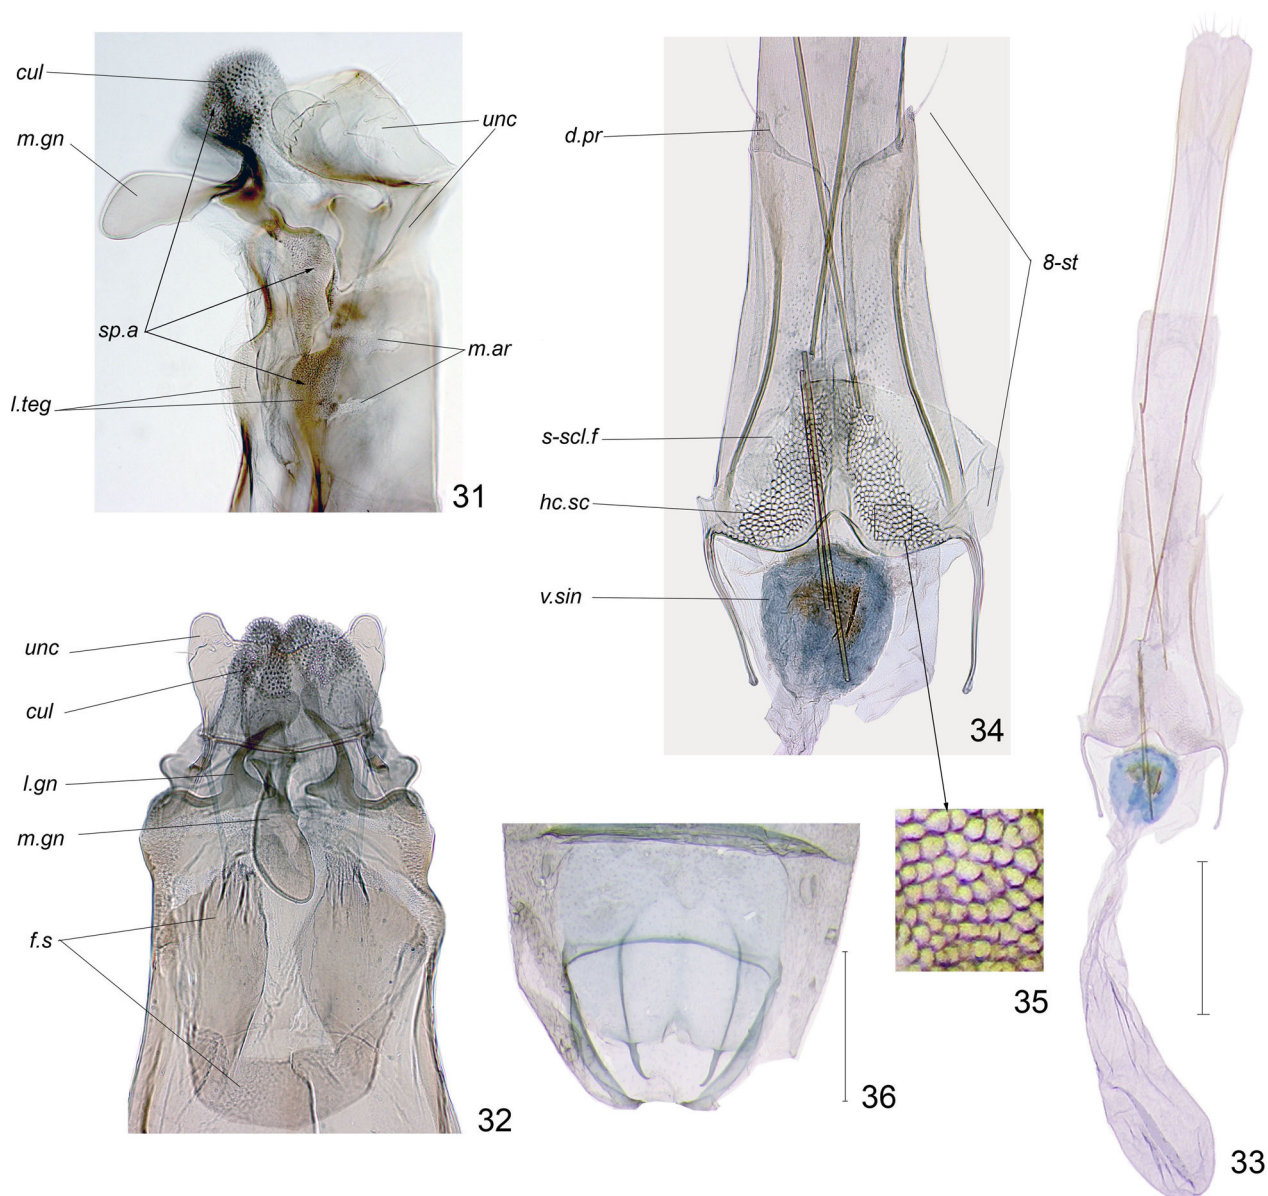 cul
m.gn
unc
sp.a
m.ar
l.teg
31
d.pr
8-st
s-scl.f
hc.sc
v.sin
34
unc
cul
l.gn
m.gn
f.s
32
36
35
33